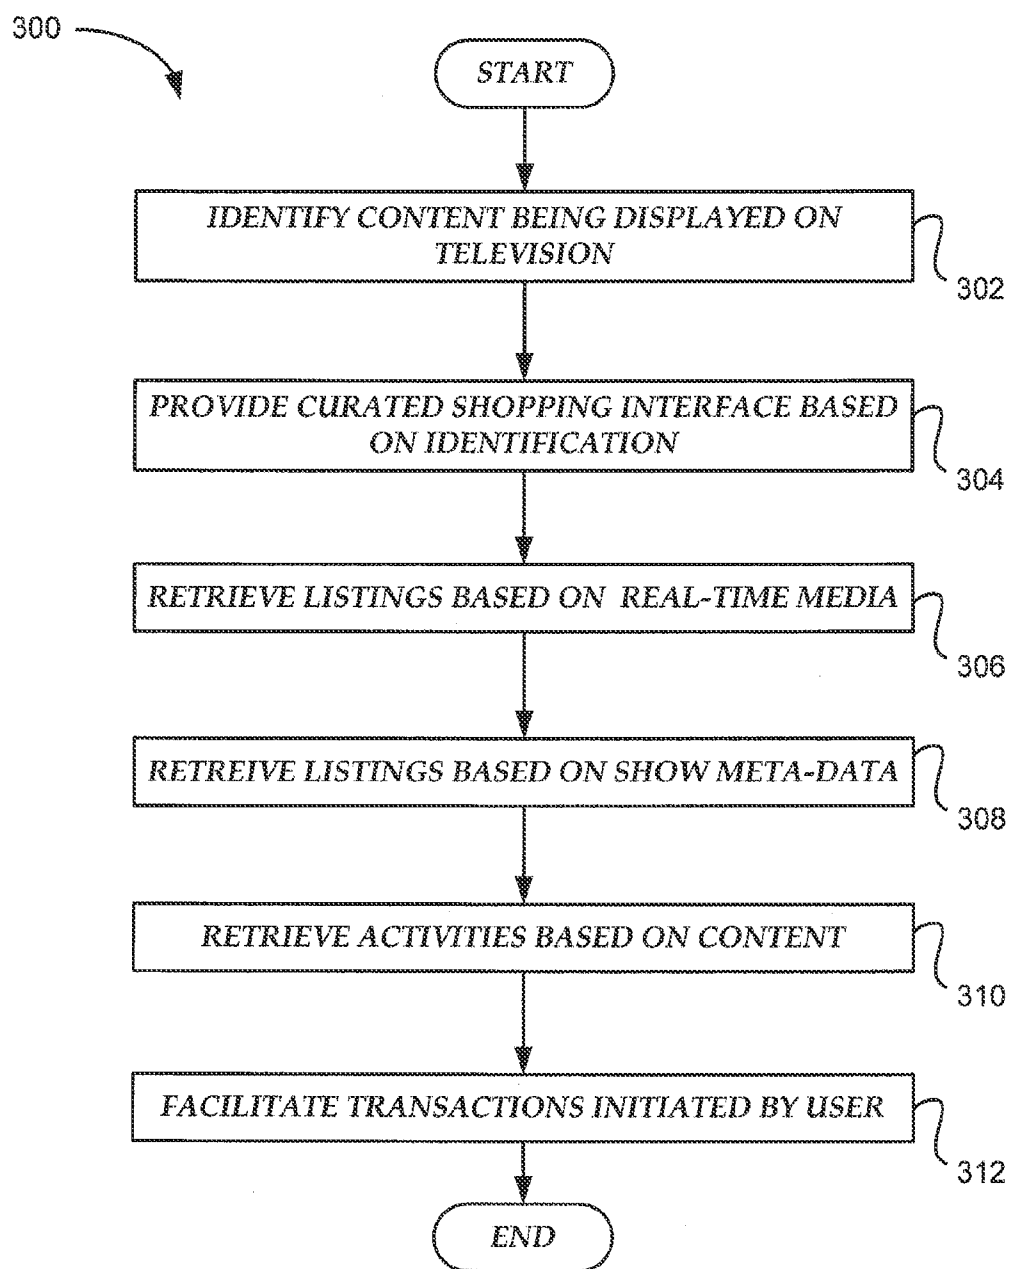 300
START
IDENTIFY CONTENT BEING DISPLAYED ON
TELEVISION
302
PROVIDE CURATED SHOPPING INTERFACE BASED
ON IDENTIFICATION
304
RETRIEVE LISTINGS BASED ON REAL-TIME MEDIA
306
RETREIVE LISTINGS BASED ON SHOW META-DATA
308
RETRIEVE ACTIVITIES BASED ON CONTENT
310
FACILITATE TRANSACTIONS INITIATED BY USER
312
END